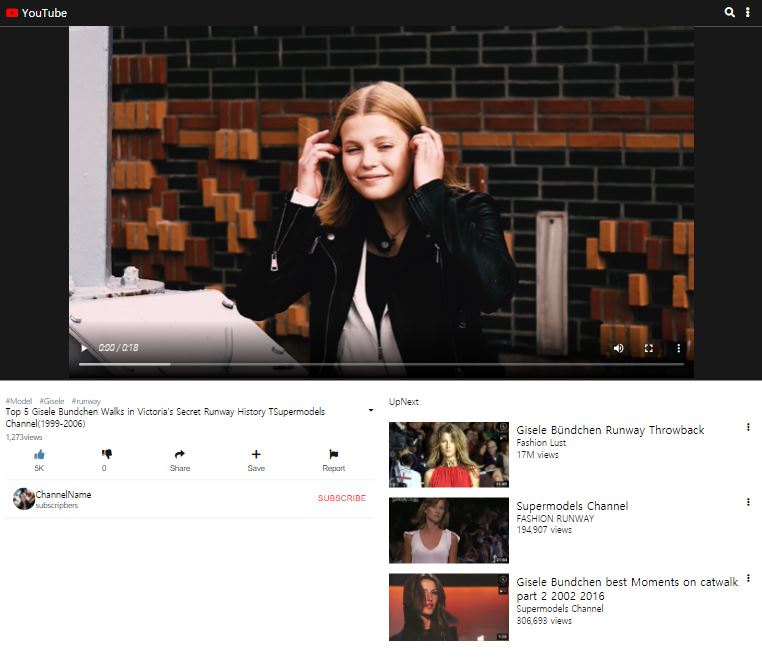 YouTube
0:00 / 0:18
#Model #Gisele #runway
Top 5 Gisele Bundchen Walks in Victoria's Secret Runway History TSupermodels
Channel(1999-2006)
1,273views
5K
0
Share
Save
Report
ChannelName
subscripbers
SUBSCRIBE
UpNext
Gisele Bündchen Runway Throwback
Fashion Lust
17M views
Supermodels Channel
FASHION RUNWAY
194,907 views
Gisele Bundchen best Moments on catwalk
part 2 2002 2016
Supermodels Channel
306,693 views